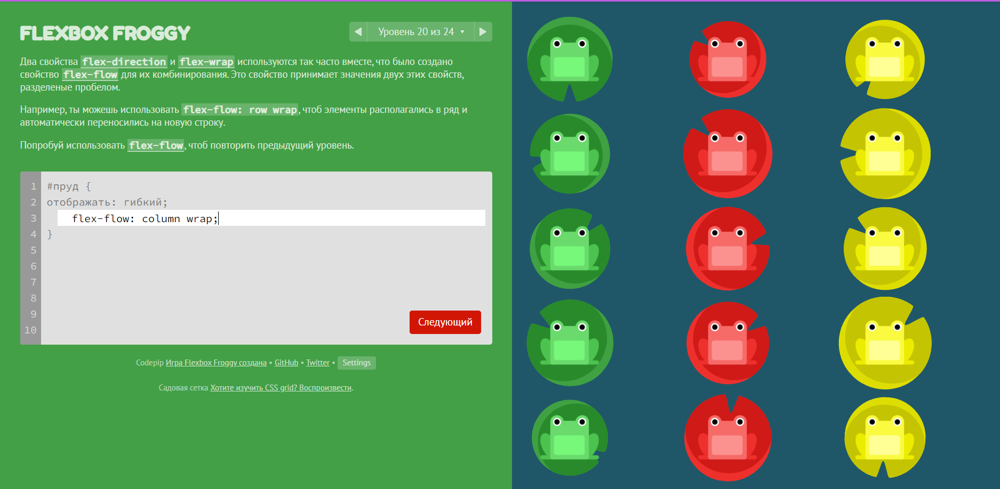 FLEXBOX FROGGY
Уровень 20 из 24
Два свойства flex-direction и flex-wrap используются так часто вместе, что было создано
свойство flex-flow для их комбинирования. Это свойство принимает значения двух этих свойств,
разделеные пробелом.
Например, ты можешь использовать flex-flow: row wrap, чтоб элементы располагались в ряд и
автоматически переносились на новую строку.
Попробуй использовать flex-flow, чтоб повторить предыдущий уровень.
1 #пруд {
2 отображать: гибкий;
3 flex-flow: column wrap;
4 }
5
6
7
8
9
10
Следующий
Codepip Игра Flexbox Froggy создана • GitHub • Twitter • Settings
Садовая сетка Хотите изучить CSS grid? Воспроизвести.